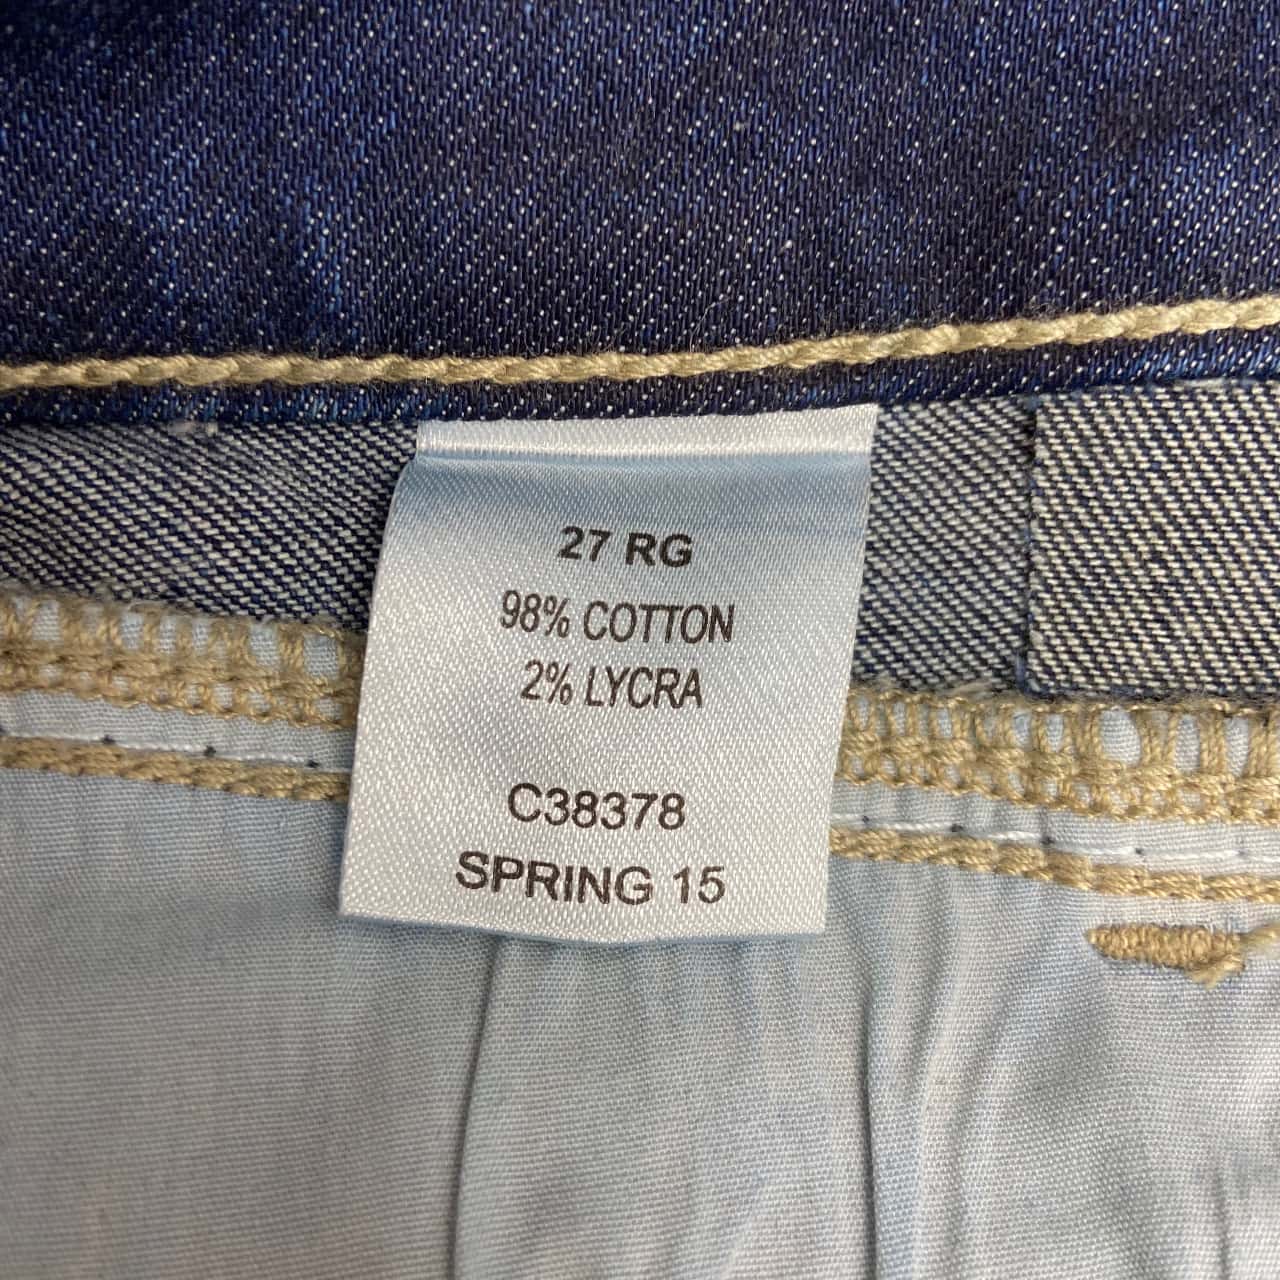 27 RG
98% COTTON
2% LYCRA
C38378
SPRING 15